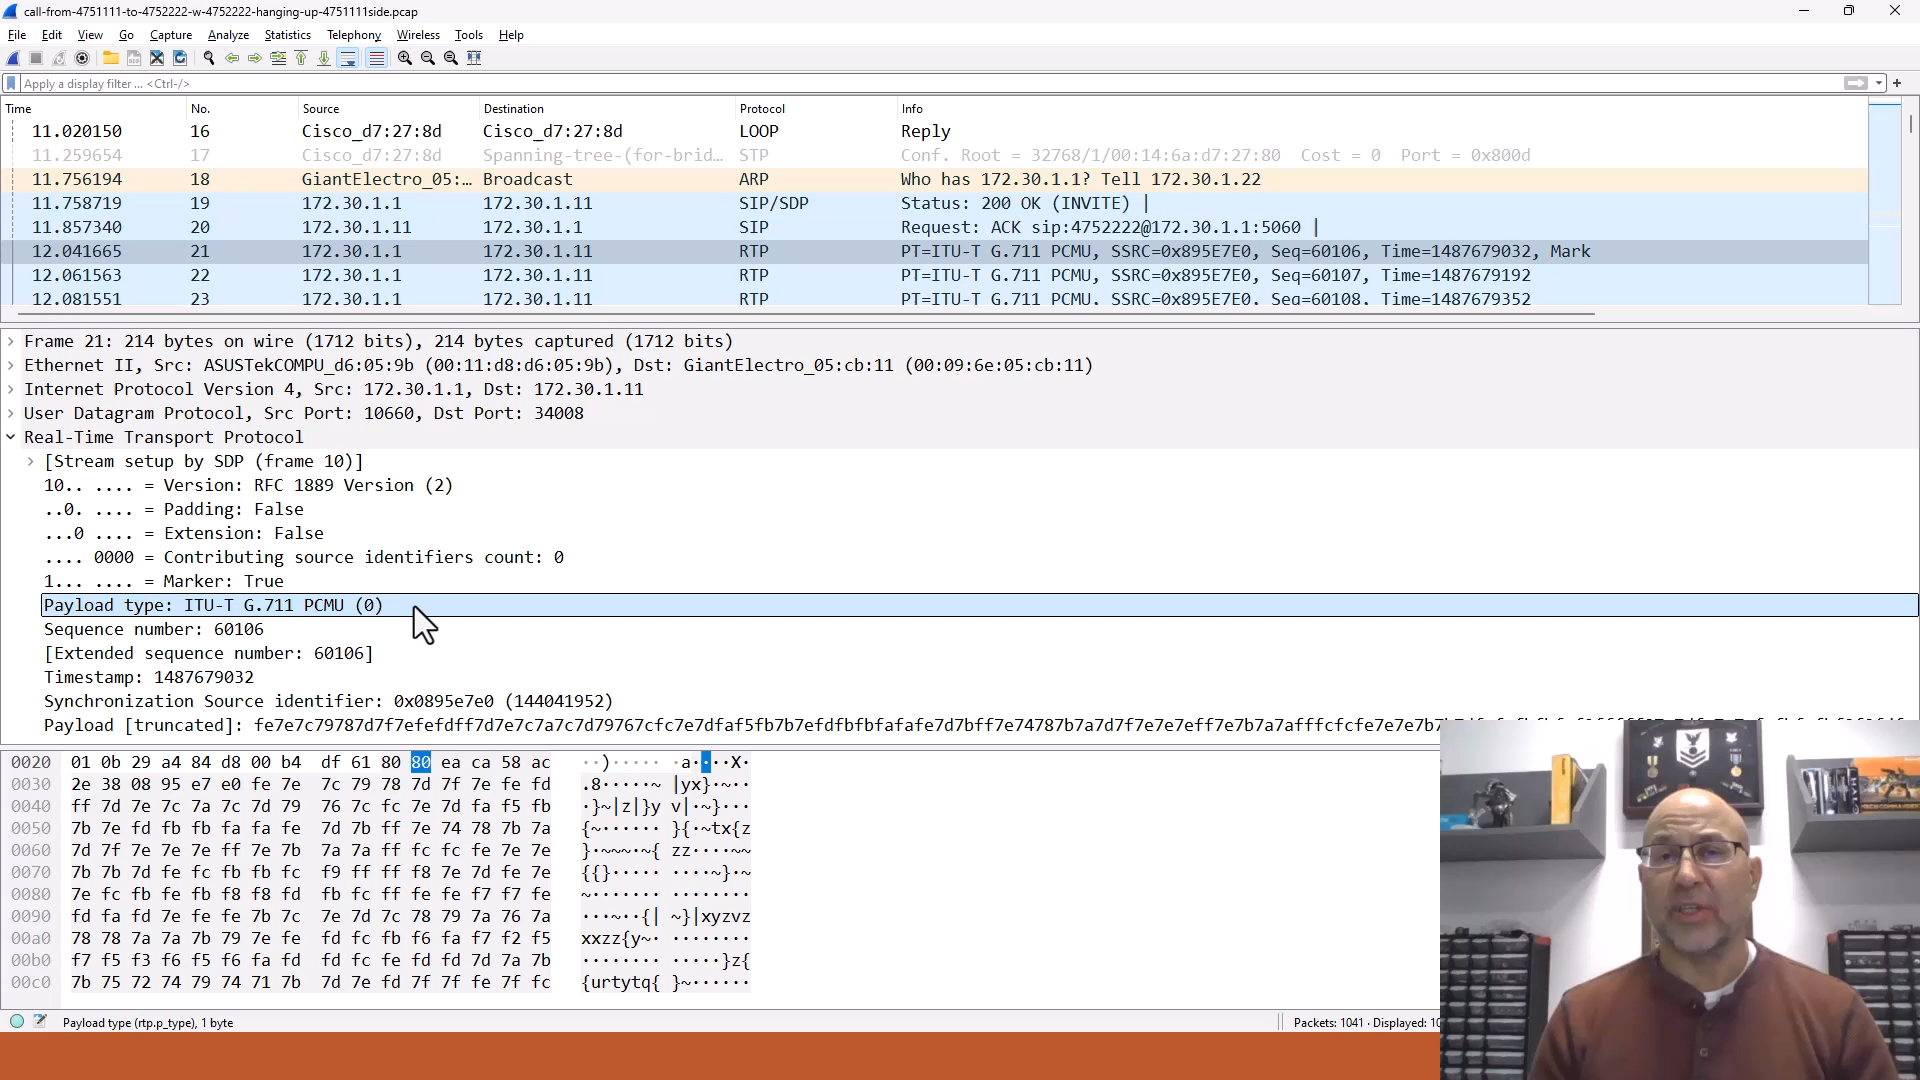 call-from-4751111-to-4752222-w-4752222-hanging-up-4751111side.pcap
File Edit View Go Capture Analyze Statistics Telephony Wireless Tools Help
Apply a display filter ... <Ctrl-/>
Time No. Source Destination Protocol Info
11.020150 16 Cisco_d7:27:8d Cisco_d7:27:8d LOOP Reply
11.259654 17 Cisco_d7:27:8d Spanning-tree-(for-brid… STP Conf. Root = 32768/1/00:14:6a:d7:27:80 Cost = 0 Port = 0x800d
11.756194 18 GiantElectro_05:… Broadcast ARP Who has 172.30.1.1? Tell 172.30.1.22
11.758719 19 172.30.1.1 172.30.1.11 SIP/SDP Status: 200 OK (INVITE) |
11.857340 20 172.30.1.11 172.30.1.1 SIP Request: ACK sip:4752222@172.30.1.1:5060 |
12.041665 21 172.30.1.1 172.30.1.11 RTP PT=ITU-T G.711 PCMU, SSRC=0x895E7E0, Seq=60106, Time=1487679032, Mark
12.061563 22 172.30.1.1 172.30.1.11 RTP PT=ITU-T G.711 PCMU, SSRC=0x895E7E0, Seq=60107, Time=1487679192
12.081551 23 172.30.1.1 172.30.1.11 RTP PT=ITU-T G.711 PCMU, SSRC=0x895E7E0, Seq=60108, Time=1487679352
Frame 21: 214 bytes on wire (1712 bits), 214 bytes captured (1712 bits)
Ethernet II, Src: ASUSTekCOMPU_d6:05:9b (00:11:d8:d6:05:9b), Dst: GiantElectro_05:cb:11 (00:09:6e:05:cb:11)
Internet Protocol Version 4, Src: 172.30.1.1, Dst: 172.30.1.11
User Datagram Protocol, Src Port: 10660, Dst Port: 34008
Real-Time Transport Protocol
[Stream setup by SDP (frame 10)]
10.. .... = Version: RFC 1889 Version (2)
..0. .... = Padding: False
...0 .... = Extension: False
.... 0000 = Contributing source identifiers count: 0
1... .... = Marker: True
Payload type: ITU-T G.711 PCMU (0)
Sequence number: 60106
[Extended sequence number: 60106]
Timestamp: 1487679032
Synchronization Source identifier: 0x0895e7e0 (144041952)
Payload [truncated]:
0020 01 0b 29 a4 84 d8 00 b4 df 61 80 80 ea ca 58 ac ··)····· ·a····X·
0030 2e 38 08 95 e7 e0 fe 7e 7c 79 78 7d 7f 7e fe fd .8·····~ |yx}·~··
0040 ff 7d 7e 7c 7a 7c 7d 79 76 7c fc 7e 7d fa f5 fb ·}~|z|}y v|·~}···
0050 7b 7e fd fb fb fa fa fe 7d 7b ff 7e 74 78 7b 7a {~······ }{·~tx{z
0060 7d 7f 7e 7e 7e ff 7e 7b 7a 7a ff fc fc fe 7e 7e }·~~~·~{ zz····~~
0070 7b 7b 7d fe fc fb fb fc f9 ff ff f8 7e 7d fe 7e {{}····· ····~}·~
0080 7e fc fb fe fb f8 f8 fd fb fc ff fe fe f7 f7 fe ~······· ········
0090 fd fa fd 7e fe fe 7b 7c 7e 7d 7c 78 79 7a 76 7a ···~··{| ~}|xyzvz
00a0 78 78 7a 7a 7b 79 7e fe fd fc fb f6 fa f7 f2 f5 xxzz{y~· ········
00b0 f7 f5 f3 f6 f5 f6 fa fd fd fc fe fd fd 7d 7a 7b ········ ·····}z{
00c0 7b 75 72 74 79 74 71 7b 7d 7e fd 7f 7f fe 7f fc {urtytq{ }~······
Payload type (rtp.p_type), 1 byte
Packets: 1041 · Displayed: